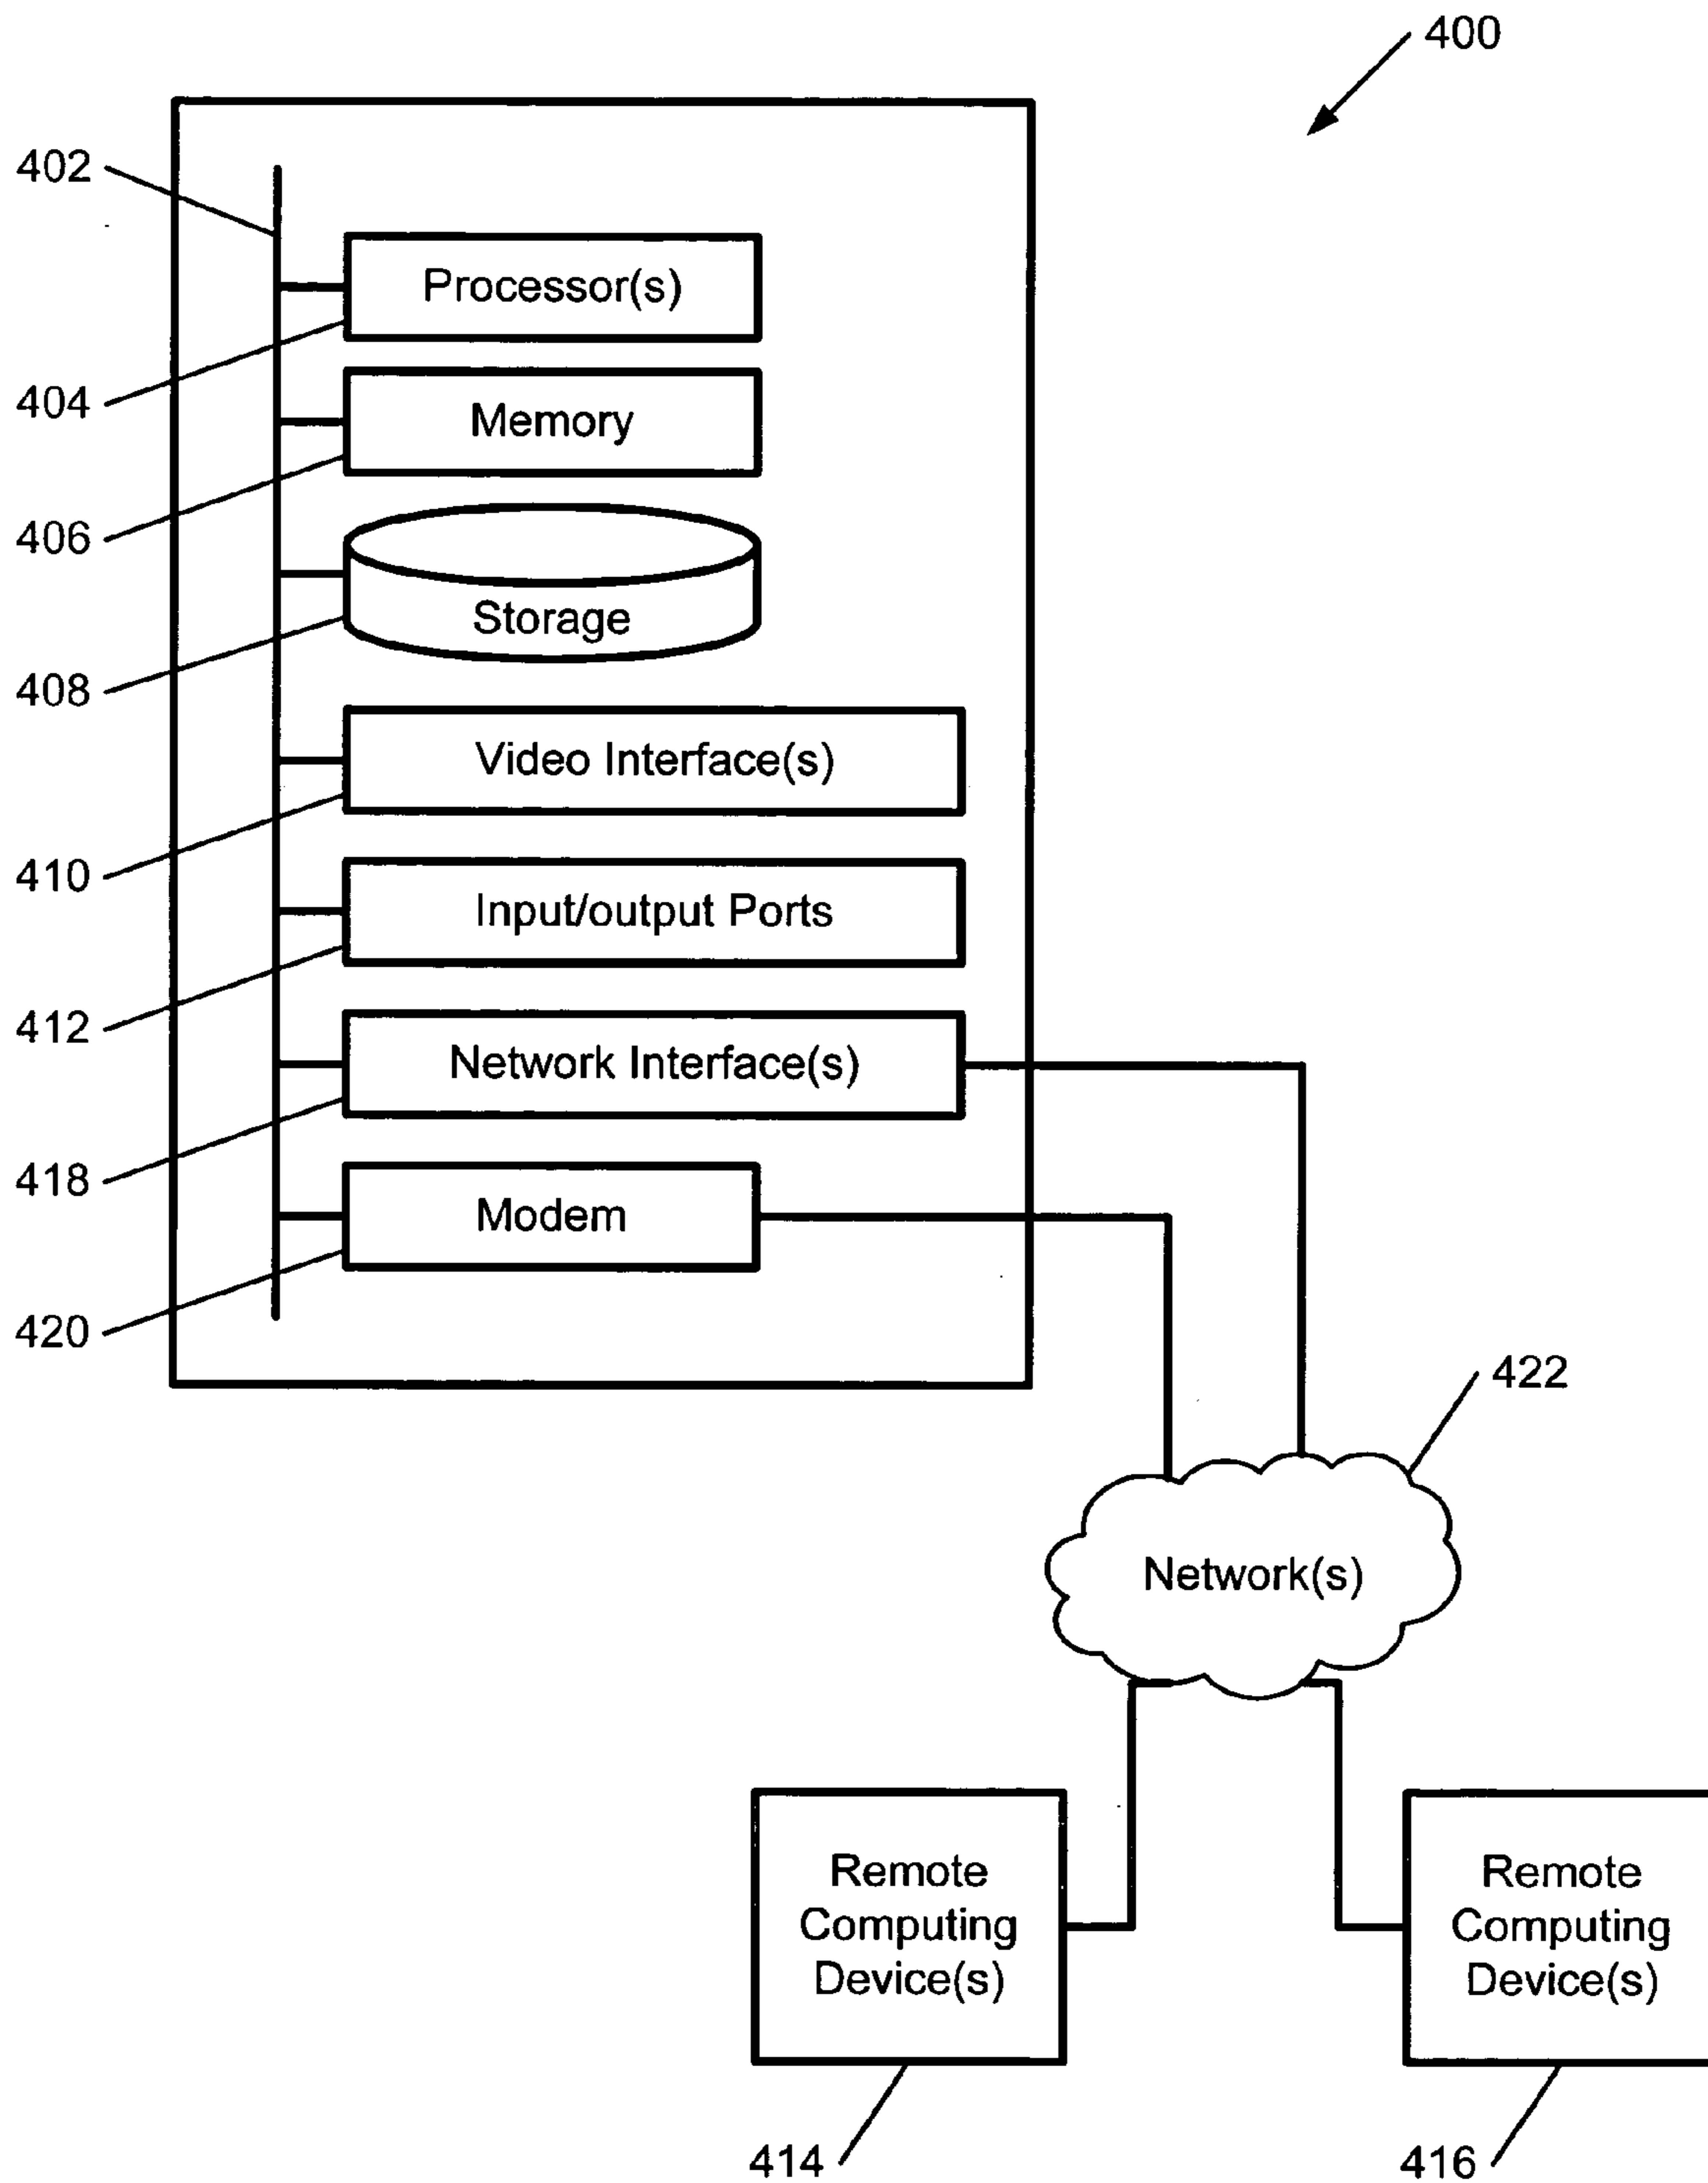 400
402
Processor(s)
404
Memory
406
Storage
408
Video Interface(s)
410
Input/output Ports
412
Network Interface(s)
418
Modem
420
422
Network(s)
Remote
Computing
Device(s)
Remote
Computing
Device(s)
414
416